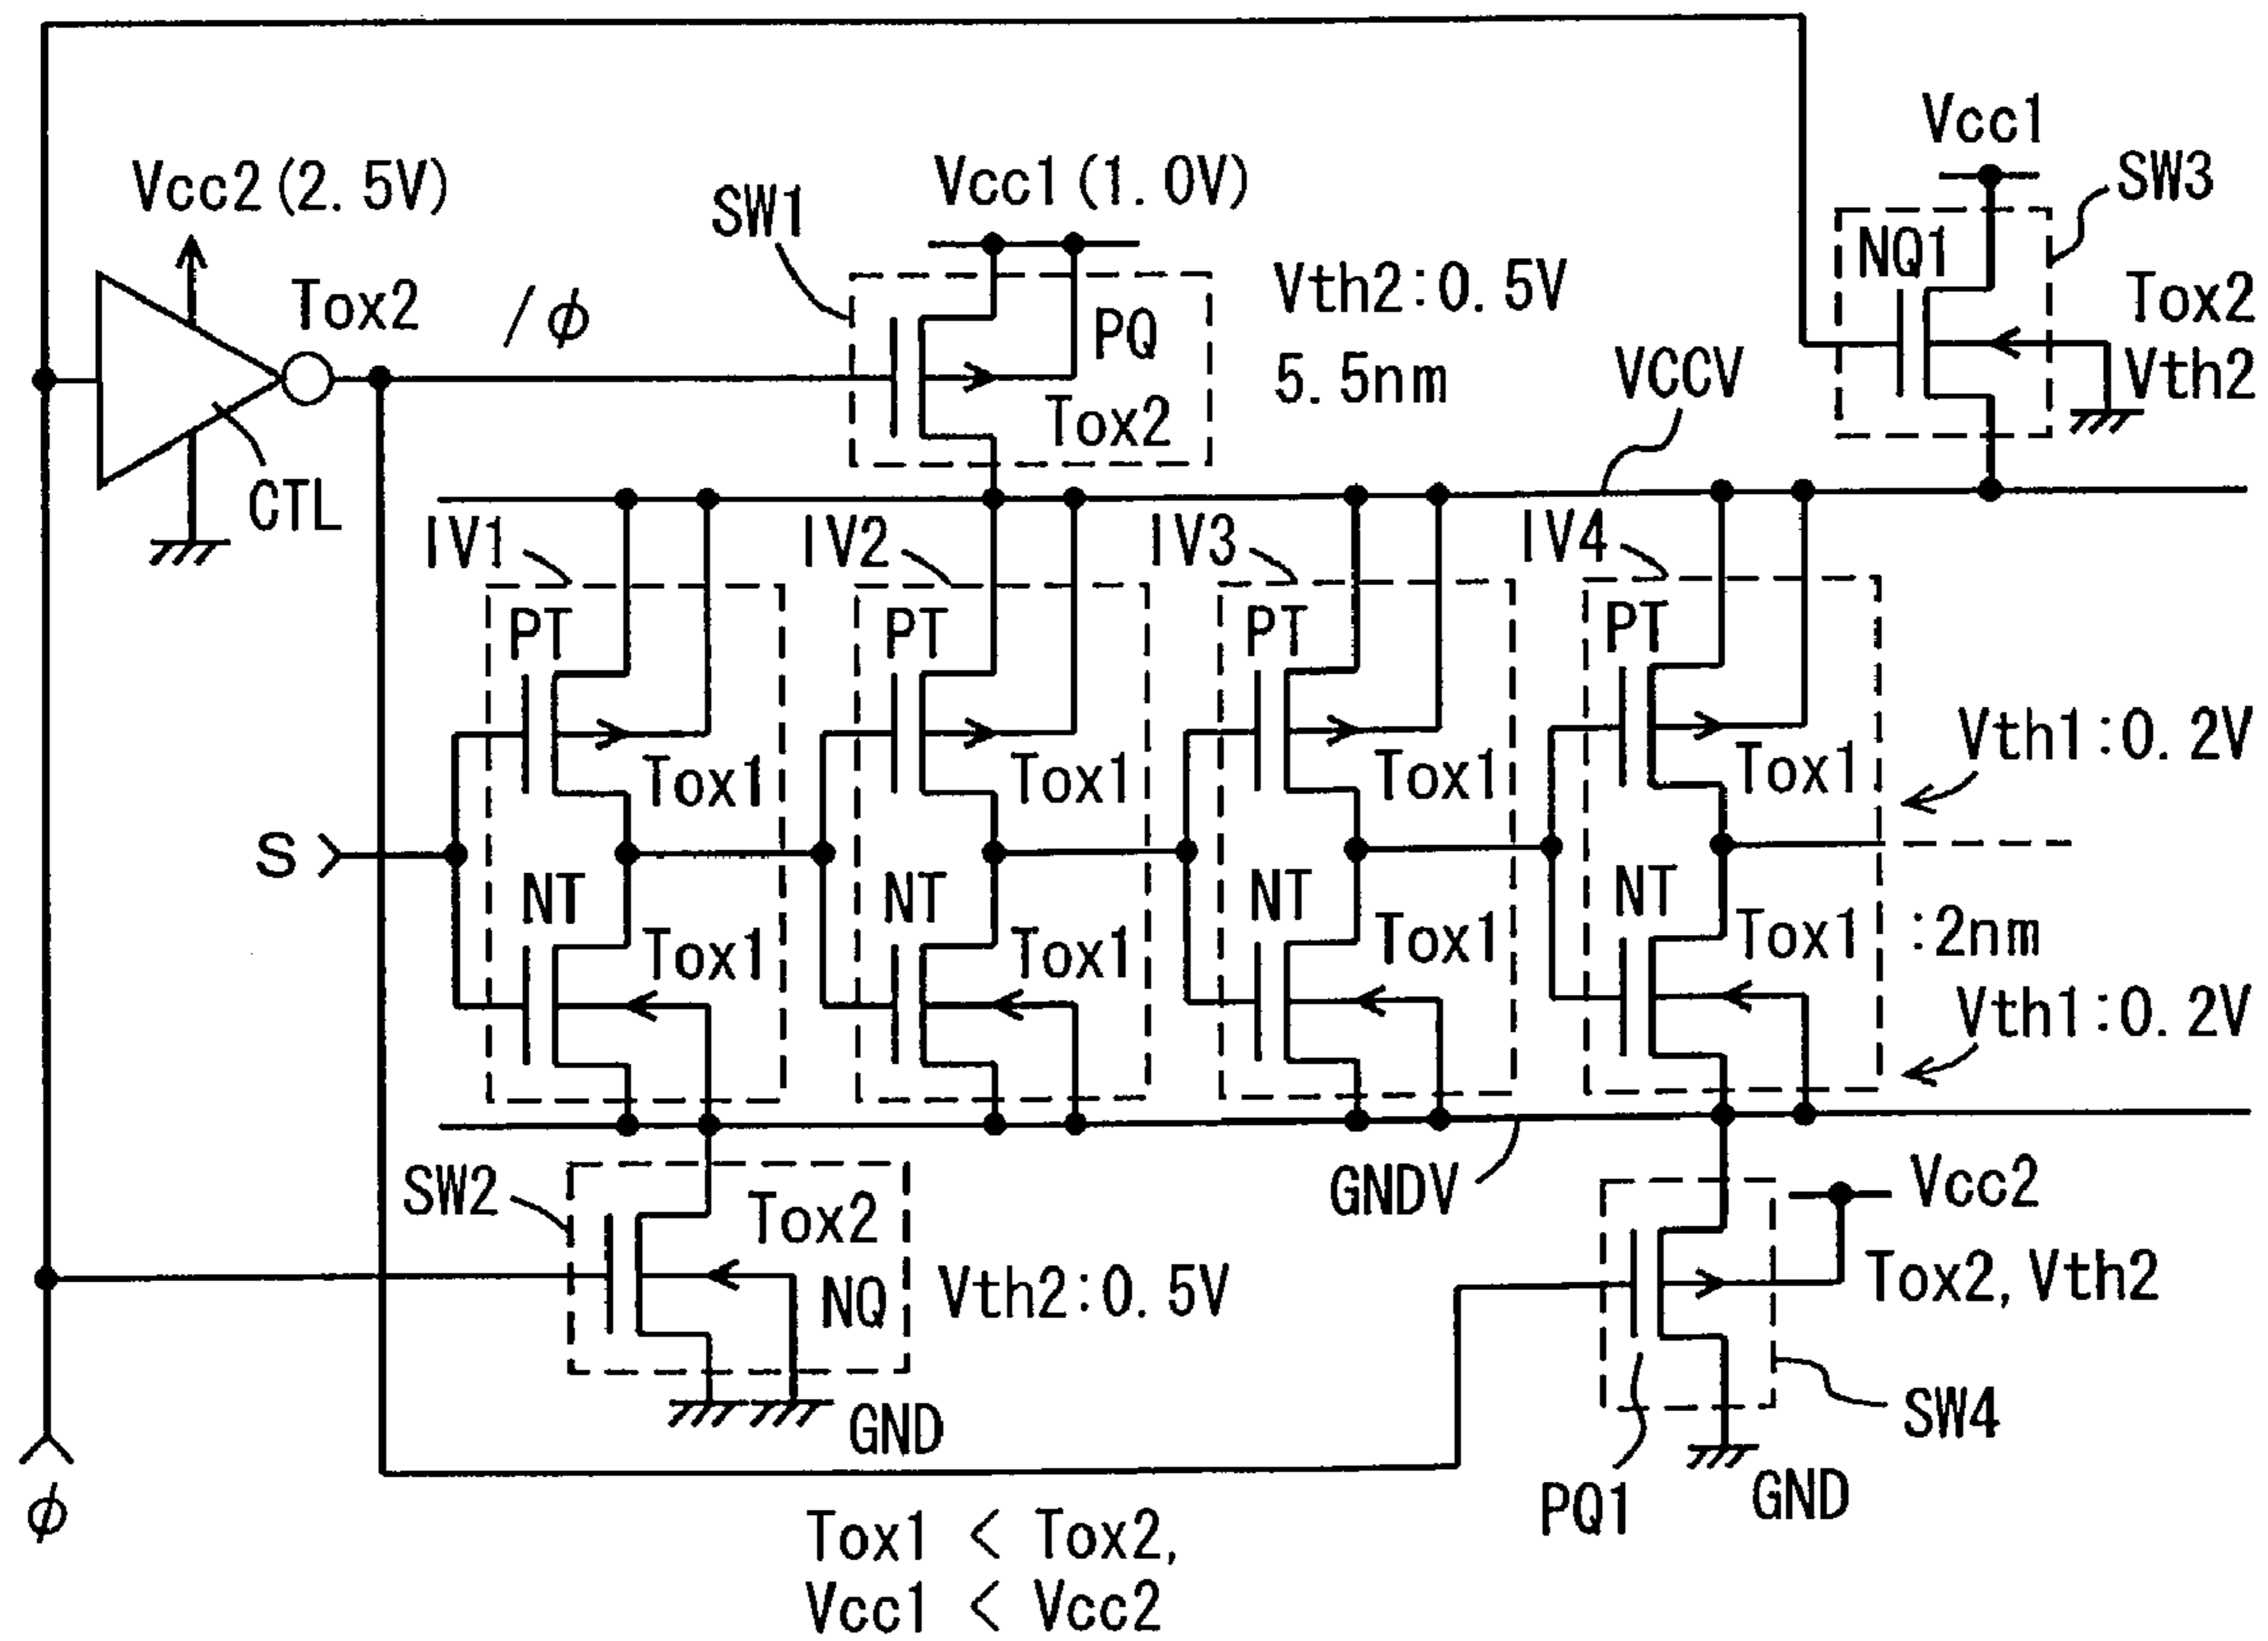 Vcc1
SW3
Vcc2(2.5V)
SW1
Vcc1(1.0V)
NQ1
Tox2
/φ
PQ
Vth2:0.5V
Tox2
5.5nm
VCCV
Vth2
Tox2
CTL
IV1
IV2
IV3
IV4
PT
PT
PT
PT
Vth1:0.2V
Tox1
Tox1
Tox1
Tox1
S
NT
NT
NT
NT
Tox1
Tox1
Tox1
Tox1 :2nm
Vth1:0.2V
SW2
Tox2
GNDV
Vcc2
NQ
Vth2:0.5V
Tox2,Vth2
GND
SW4
φ
PQ1
GND
Tox1 < Tox2,
Vcc1 < Vcc2